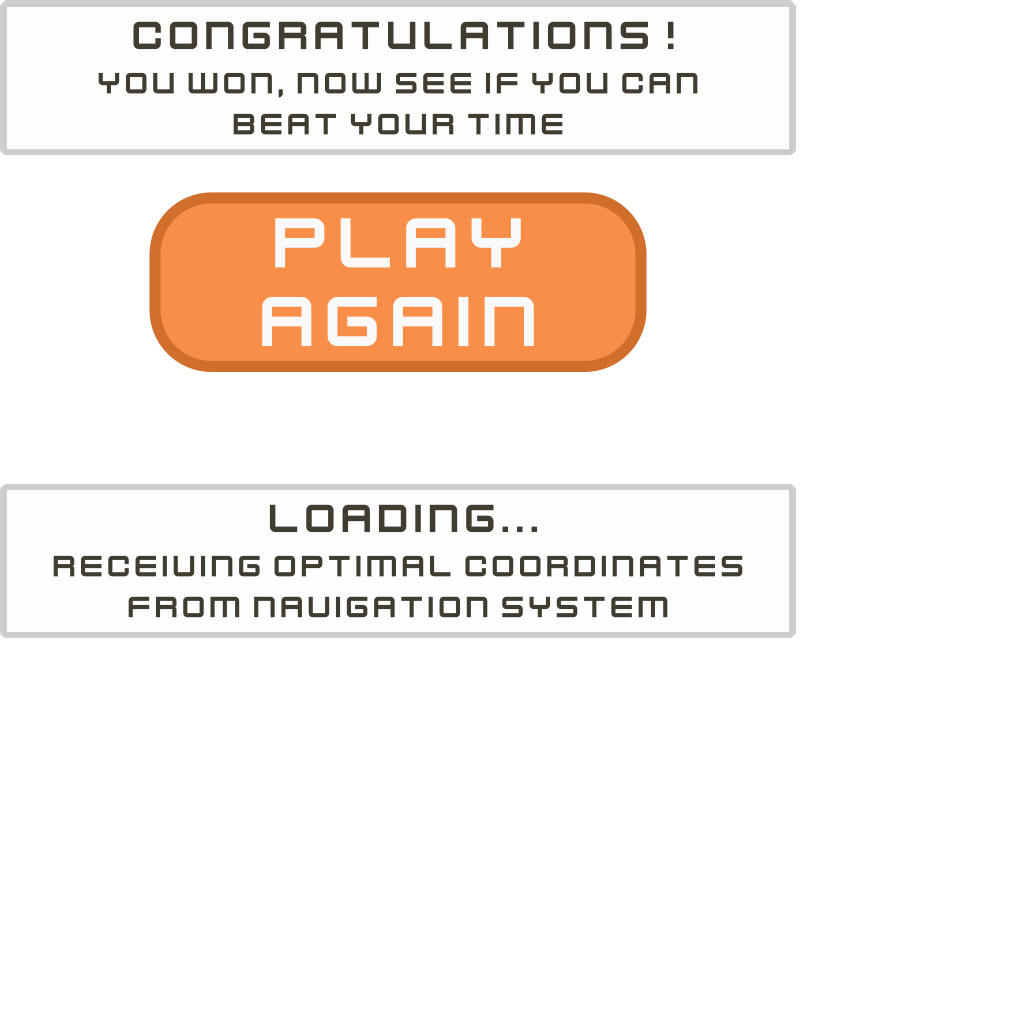 CONGRATULATIONS !
YOU WON, NOW SEE IF YOU CAN
BEAT YOUR TIME
PLAY
AGAIN
LOADING...
RECEIVING OPTIMAL COORDINATES
FROM NAVIGATION SYSTEM